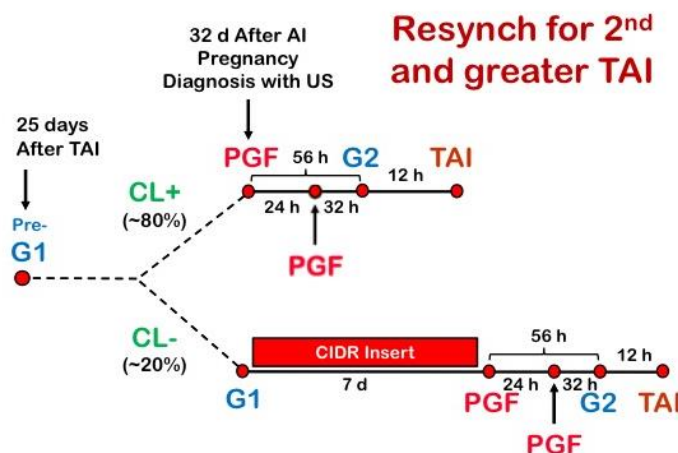 Resynch for 2nd
and greater TAI
32 d After AI
Pregnancy
Diagnosis with US
25 days
After TAI
PGF
56 h
G2
TAI
12 h
CL+
(~80%)
24 h
32 h
Pre-
G1
PGF
CL-
(~20%)
CIDR Insert
56 h
12 h
G1
7 d
PGF
24 h
32 h
G2
TAI
PGF